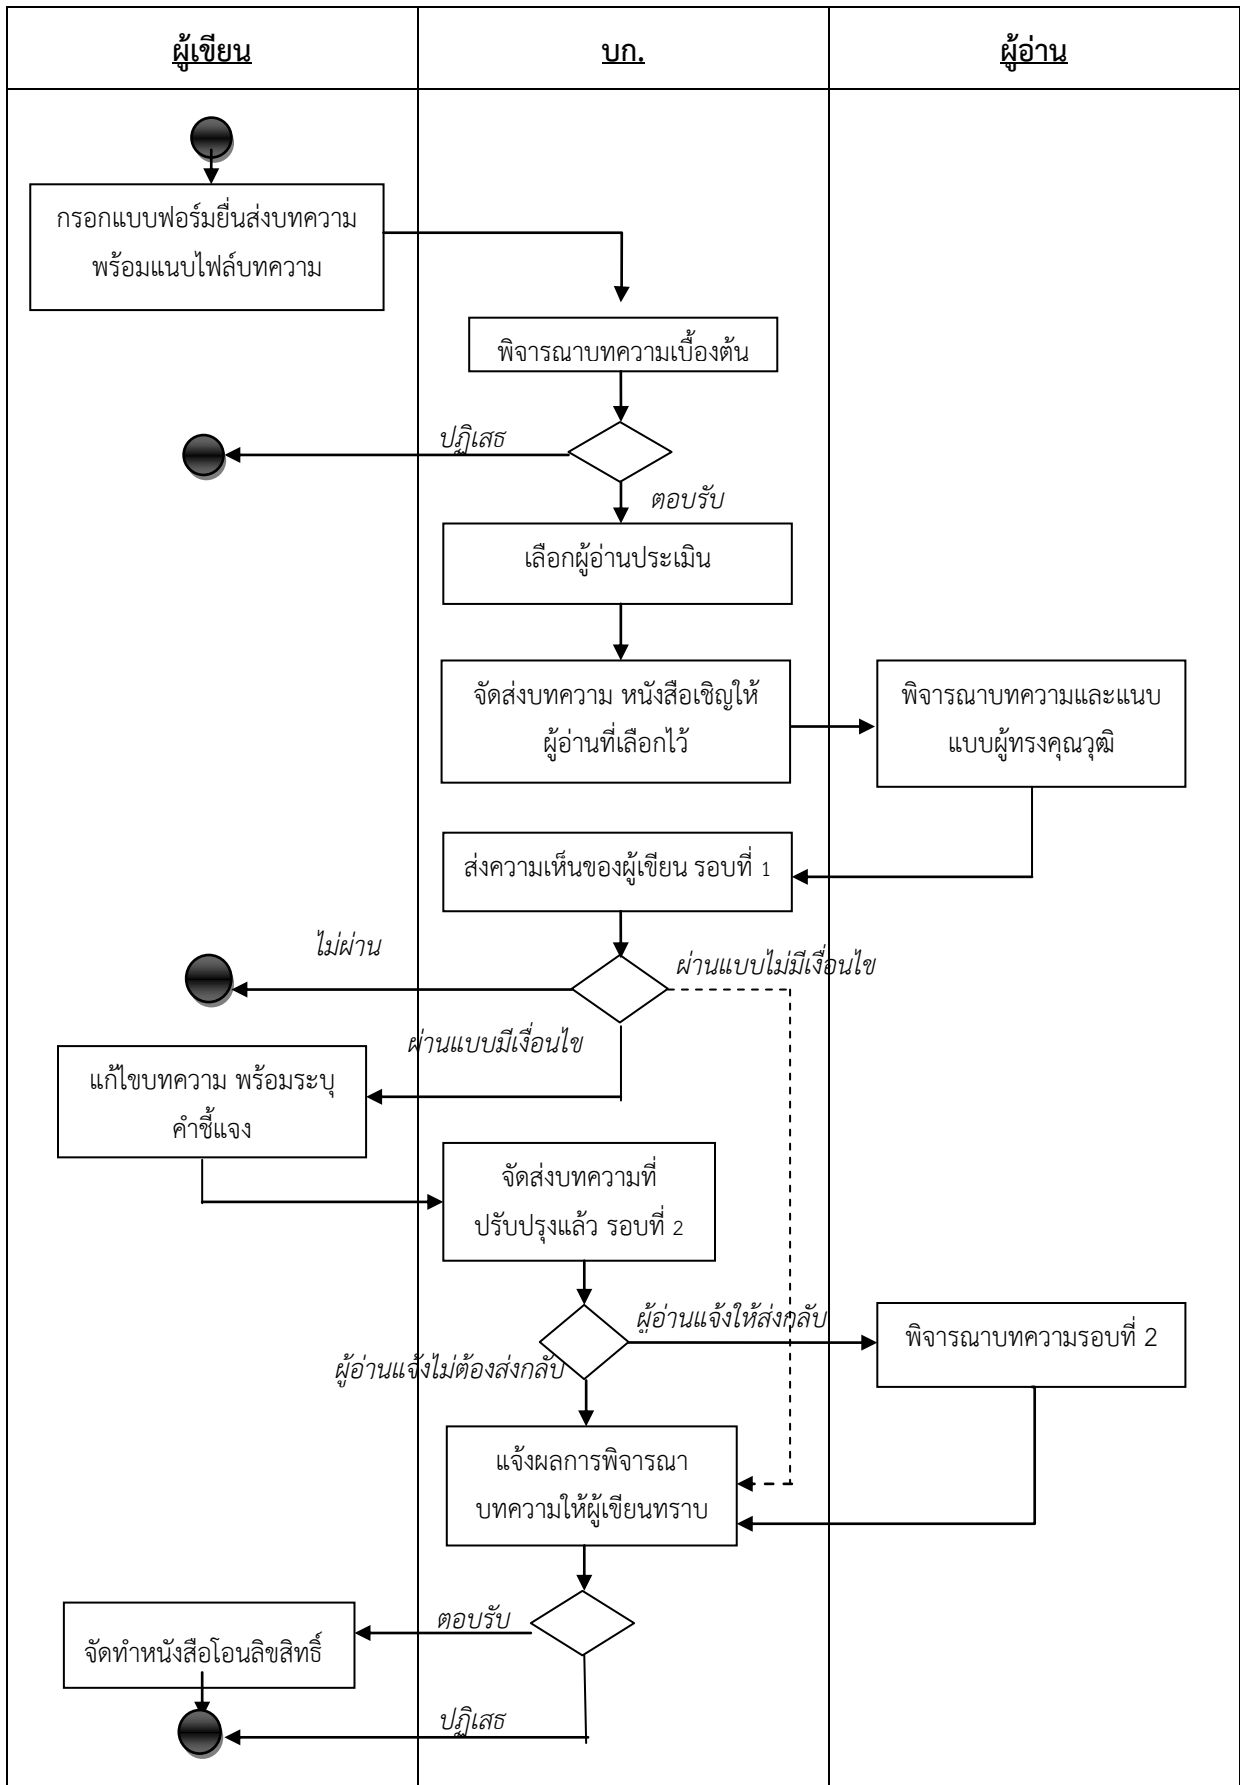 ผู้เขียน
บก.
ผู้อ่าน
กรอกแบบฟอร์มยื่นส่งบทความ
พร้อมแนบไฟล์บทความ
พิจารณาบทความเบื้องต้น
ปฏิเสธ
ตอบรับ
เลือกผู้อ่านประเมิน
จัดส่งบทความ หนังสือเชิญให้
ผู้อ่านที่เลือกไว้
พิจารณาบทความและแนบ
แบบผู้ทรงคุณวุฒิ
ส่งความเห็นของผู้เขียน รอบที่ 1
ไม่ผ่าน
ผ่านแบบไม่มีเงื่อนไข
ผ่านแบบมีเงื่อนไข
แก้ไขบทความ พร้อมระบุ
คำชี้แจง
จัดส่งบทความที่
ปรับปรุงแล้ว รอบที่ 2
ผู้อ่านแจ้งให้ส่งกลับ
พิจารณาบทความรอบที่ 2
ผู้อ่านแจ้งไม่ต้องส่งกลับ
แจ้งผลการพิจารณา
บทความให้ผู้เขียนทราบ
ตอบรับ
จัดทำหนังสือโอนลิขสิทธิ์
ปฏิเสธ